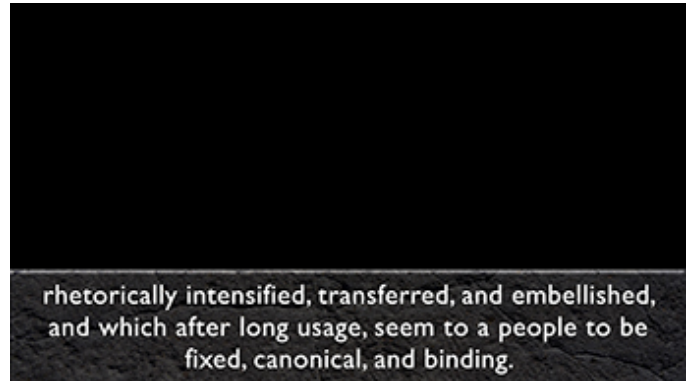 rhetorically intensified, transferred, and embellished,
and which after long usage, seem to a people to be
fixed, canonical, and binding.